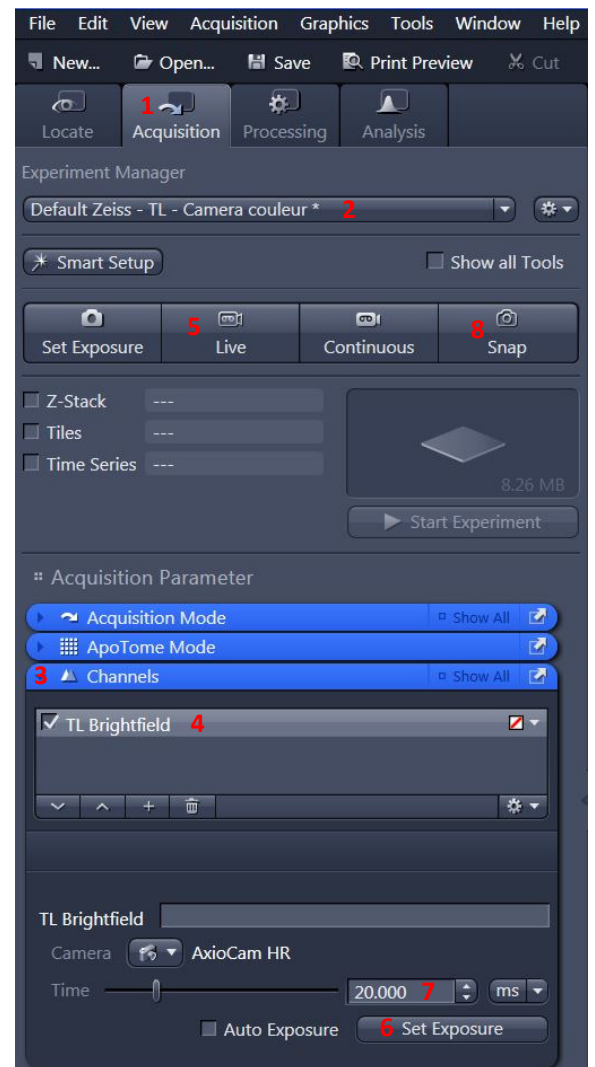 File Edit View Acquisition Graphics Tools Window Help
New... Open... Save Print Preview Cut
1
Locate Acquisition Processing Analysis
Experiment Manager
Default Zeiss - TL - Camera couleur * 2
Smart Setup Show all Tools
5 8
Set Exposure Live Continuous Snap
Z-Stack ---
Tiles ---
Time Series ---
8.26 MB
Start Experiment
Acquisition Parameter
Acquisition Mode Show All
ApoTome Mode
3 Channels Show All
TL Brightfield 4
TL Brightfield
Camera AxioCam HR
Time 20.000 7 ms
Auto Exposure 6 Set Exposure